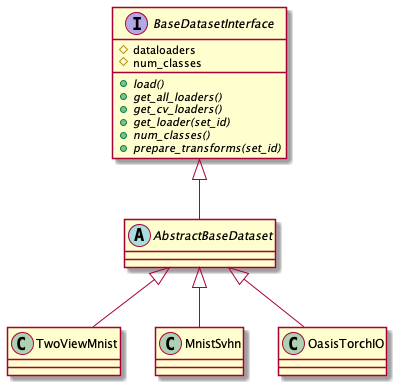 I BaseDatasetInterface
dataloaders
num_classes
load()
get_all_loaders()
get_cv_loaders()
get_loader(set_id)
num_classes()
prepare_transforms(set_id)
A AbstractBaseDataset
C TwoViewMnist
C MnistSvhn
C OasisTorchIO